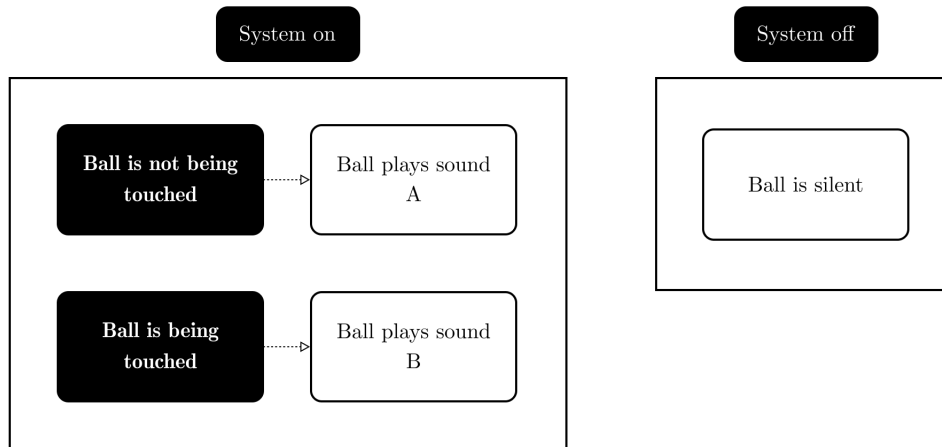 System on
System off
Ball is not being
touched
Ball plays sound
A
Ball is silent
Ball is being
touched
Ball plays sound
B